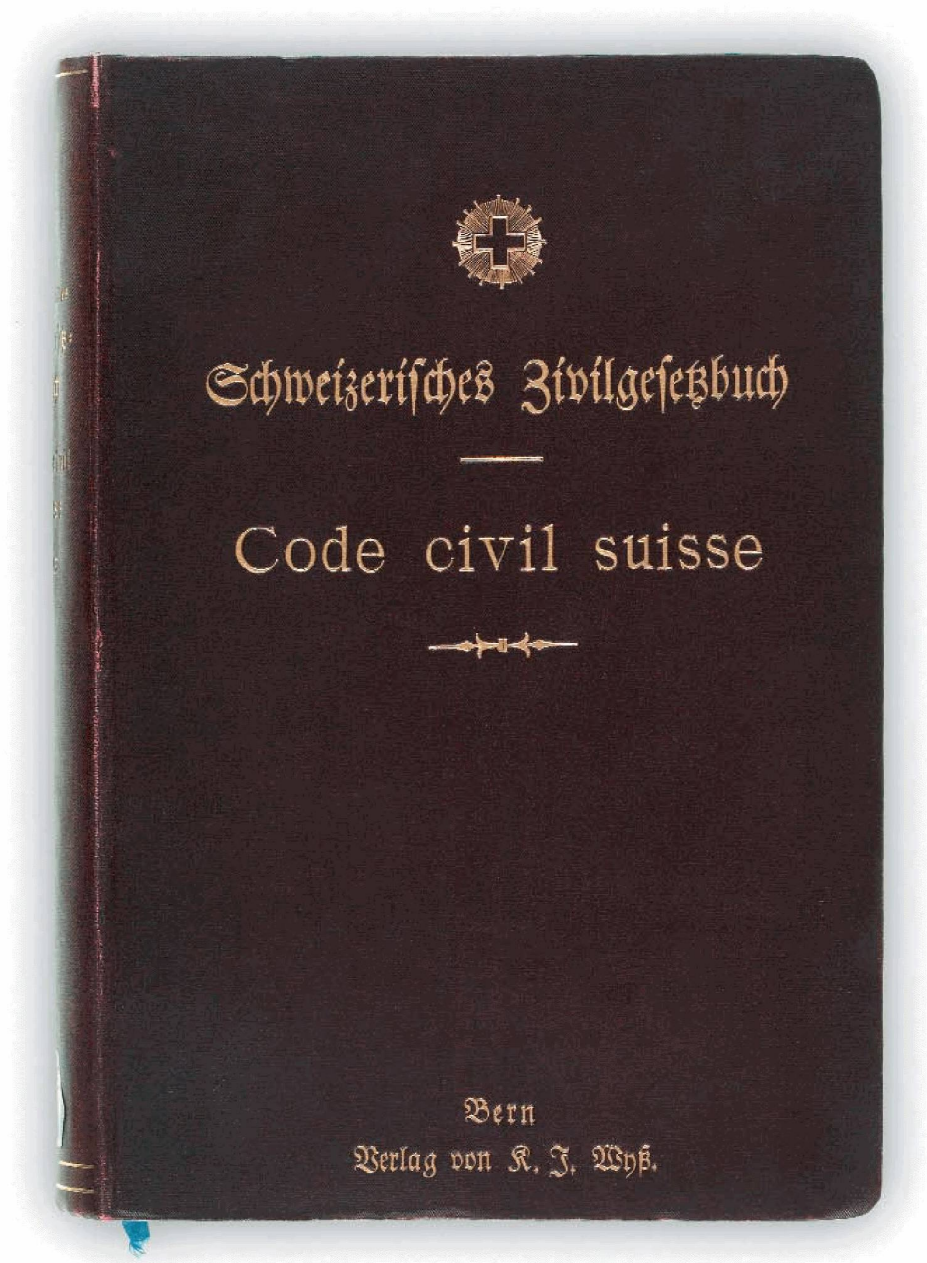 Schweizerisches Zivilgesetzbuch
Code civil suisse
Bern
Verlag von K. J. Wyß.